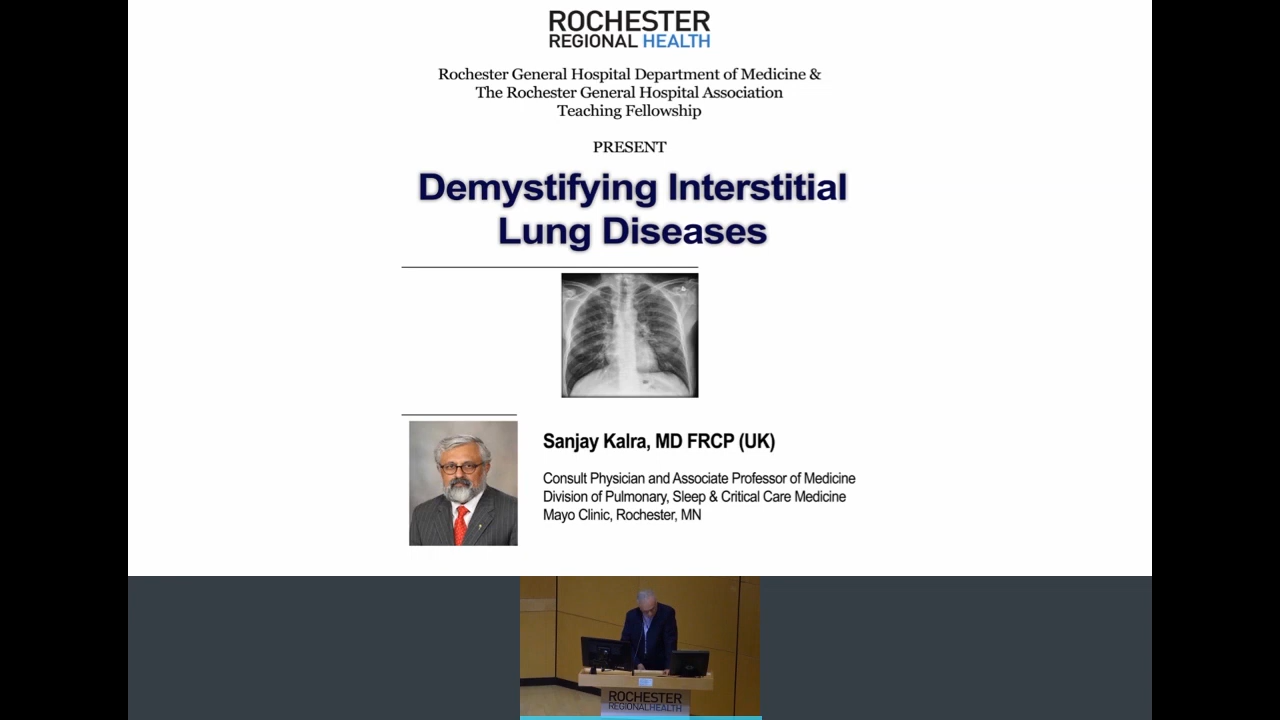 ROCHESTER
REGIONAL HEALTH
Rochester General Hospital Department of Medicine &
The Rochester General Hospital Association
Teaching Fellowship
PRESENT
Demystifying Interstitial
Lung Diseases
Sanjay Kalra, MD FRCP (UK)
Consult Physician and Associate Professor of Medicine
Division of Pulmonary, Sleep & Critical Care Medicine
Mayo Clinic, Rochester, MN
ROCHESTER
REGIONALHEALTH